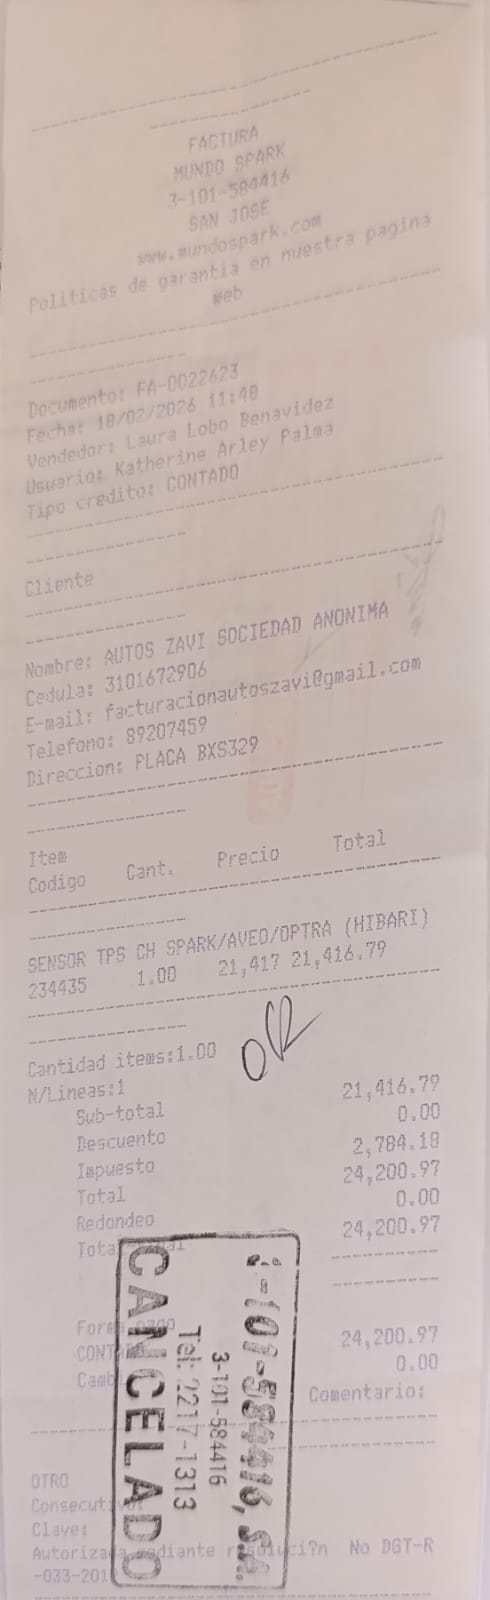 FACTURA
MUNDO SPARK
3-101-584416
SAN JOSE
www.mundospark.com
Politicas de garantia en nuestra pagina
web
Documento: FA-0022623
Fecha: 18/02/2026 11:48
Vendedor: Laura Lobo Benavidez
Usuario: Katherine Arley Palma
Tipo credito: CONTADO
Cliente
Nombre: AUTOS ZAVI SOCIEDAD ANONIMA
Cedula: 3101672906
E-mail: facturacionautoszavi@gmail.com
Telefono: 89207459
Direccion: PLACA BXS329
Item
Codigo Cant. Precio Total
SENSOR TPS CH SPARK/AVEO/OPTRA (HIBARI)
234435 1.00 21,417 21,416.79
Cantidad items:1.00
N/Lineas:1
Sub-total 21,416.79
Descuento 0.00
Impuesto 2,784.18
Total 24,200.97
Redondeo 0.00
24,200.97
24,200.97
0.00
Comentario:
OTRO
Clave:
No DGT-R
3-101-584416, S.A.
3-101-584416
Tel: 2217-1313
CANCELADO